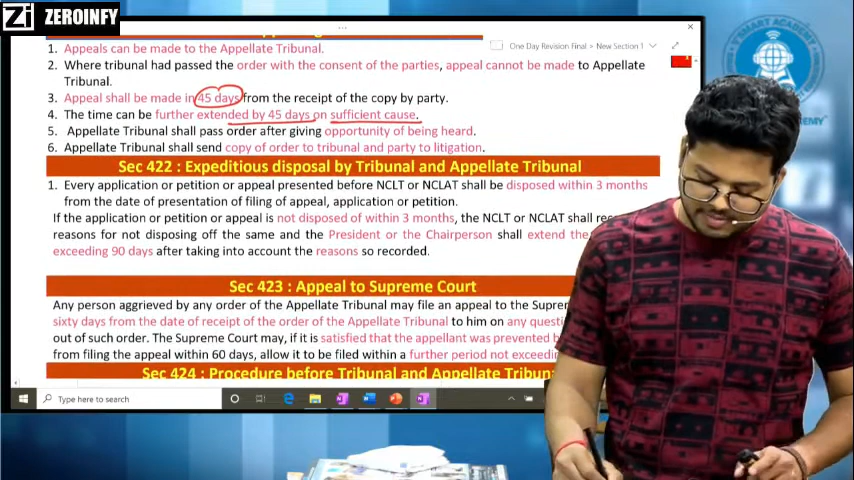 Zi ZEROINFY
One Day Revision Final > New Section 1
1. Appeals can be made to the Appellate Tribunal.
2. Where tribunal had passed the order with the consent of the parties, appeal cannot be made to Appellate
Tribunal.
3. Appeal shall be made in 45 days from the receipt of the copy by party.
4. The time can be further extended by 45 days on sufficient cause.
5. Appellate Tribunal shall pass order after giving opportunity of being heard.
6. Appellate Tribunal shall send copy of order to tribunal and party to litigation.
Sec 422 : Expeditious disposal by Tribunal and Appellate Tribunal
1. Every application or petition or appeal presented before NCLT or NCLAT shall be disposed within 3 months
from the date of presentation of filing of appeal, application or petition.
If the application or petition or appeal is not disposed of within 3 months, the NCLT or NCLAT shall
reasons for not disposing off the same and the President or the Chairperson shall extend the
exceeding 90 days after taking into account the reasons so recorded.
Sec 423 : Appeal to Supreme Court
Any person aggrieved by any order of the Appellate Tribunal may file an appeal to the
sixty days from the date of receipt of the order of the Appellate Tribunal to him on any
out of such order. The Supreme Court may, if it is satisfied that the appellant was prevented
from filing the appeal within 60 days, allow it to be filed within a further period not
Sec 424 : Procedure before Tribunal and Appellate
Type here to search